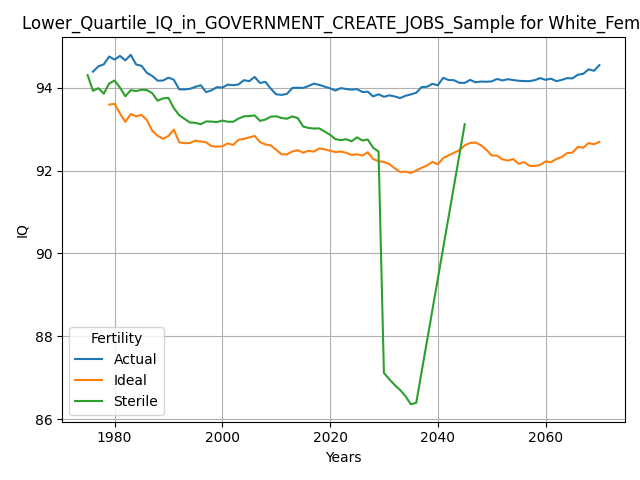 Lower_Quartile_IQ_in_GOVERNMENT_CREATE_JOBS_Sample for White_Fem
IQ
94
92
90
88
86
Fertility
Actual
Ideal
Sterile
1980 2000 2020 2040 2060
Years